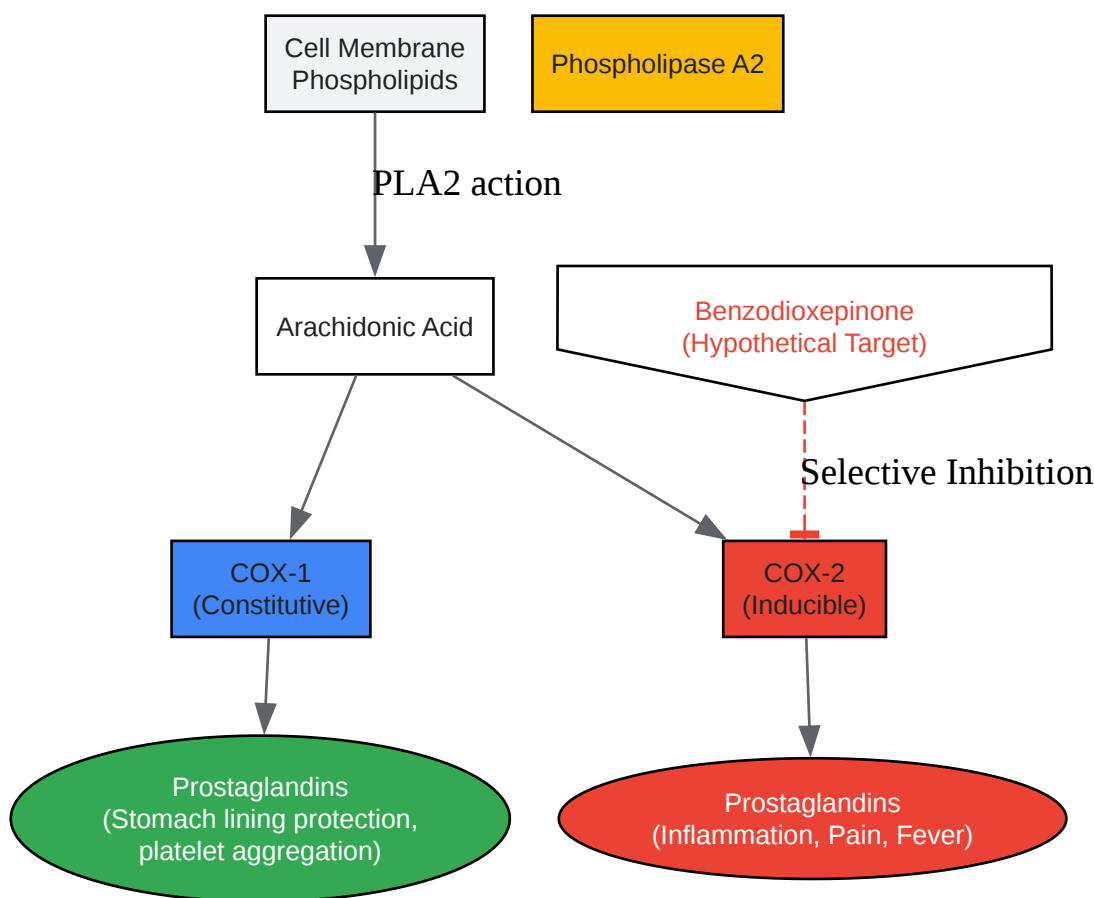 Cell Membrane
Phospholipids
Phospholipase A2
PLA2 action
Arachidonic Acid
Benzodioxepinone
(Hypothetical Target)
Selective Inhibition
COX-1
(Constitutive)
COX-2
(Inducible)
Prostaglandins
(Stomach lining protection,
platelet aggregation)
Prostaglandins
(Inflammation, Pain, Fever)